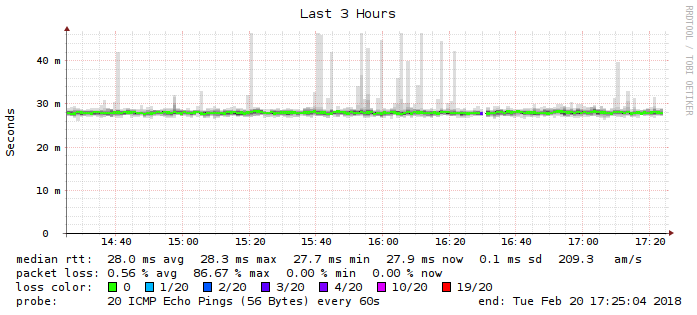 Last 3 Hours
RRDTOOL / TOBI OETIKER
Seconds
40 m
30 m
20 m
10 m
0
14:40 15:00 15:20 15:40 16:00 16:20 16:40 17:00 17:20
median rtt: 28.0 ms avg 28.3 ms max 27.7 ms min 27.9 ms now 0.1 ms sd 209.3 am/s
packet loss: 0.56 % avg 86.67 % max 0.00 % min 0.00 % now
loss color: 0 1/20 2/20 3/20 4/20 10/20 19/20
probe: 20 ICMP Echo Pings (56 Bytes) every 60s end: Tue Feb 20 17:25:04 2018